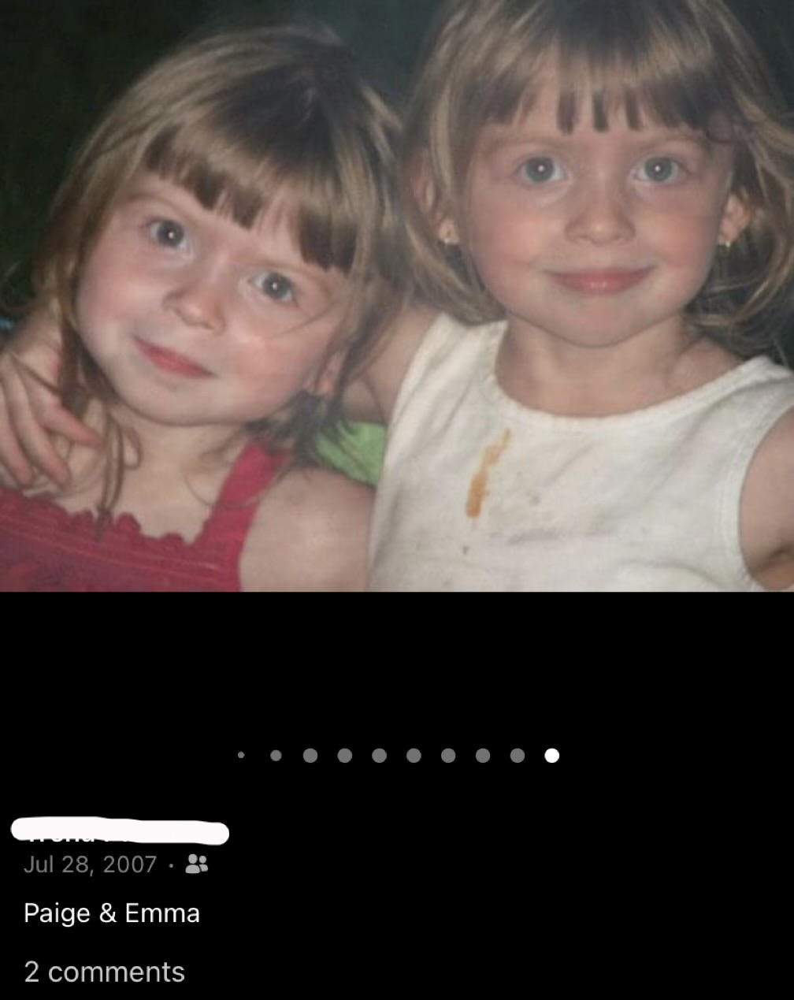 Jul 28, 2007 ·
Paige & Emma
2 comments